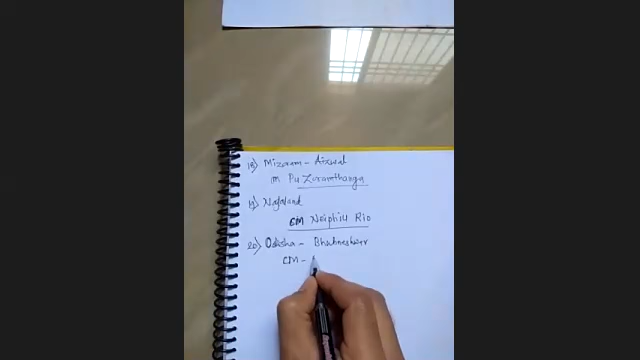 18) Mizoram - Aizwal
cm Pu Zoramthanga
19) Nagaland
CM Neiphiu Rio
20) Odisha - Bhubneshwar
CM -